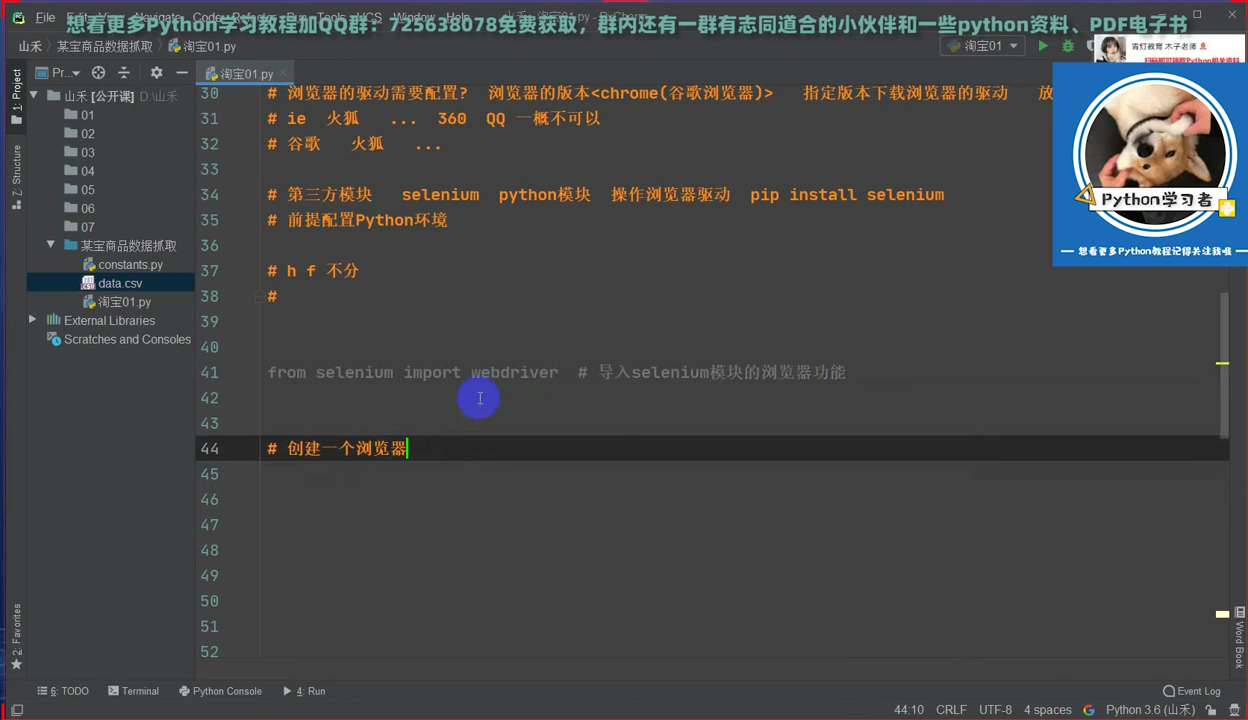 想看更多Python学习教程加QQ群：725638078免费获取，群内还有一群有志同道合的小伙伴和一些python资料、PDF电子书
File
山禾 某宝商品数据抓取 淘宝01.py
淘宝01
青灯教育 木子老师
1: Project
Pr...
淘宝01.py
山禾 [公开课] D:\山禾
01
02
03
04
05
06
07
某宝商品数据抓取
constants.py
data.csv
淘宝01.py
External Libraries
Scratches and Consoles
Z: Structure
2: Favorites
30 # 浏览器的驱动需要配置? 浏览器的版本<chrome(谷歌浏览器)> 指定版本下载浏览器的驱动 放
31 # ie 火狐 ... 360 QQ 一概不可以
32 # 谷歌 火狐 ...
33
34 # 第三方模块 selenium python模块 操作浏览器驱动 pip install selenium
35 # 前提配置Python环境
36
37 # h f 不分
38 #
39
40
41 from selenium import webdriver # 导入selenium模块的浏览器功能
42
43
44 # 创建一个浏览器
45
46
47
48
49
50
51
52
Python学习者
想看更多Python教程记得关注我哦
Word Book
6: TODO Terminal Python Console 4: Run Event Log
44:10 CRLF UTF-8 4 spaces Python 3.6 (山禾)